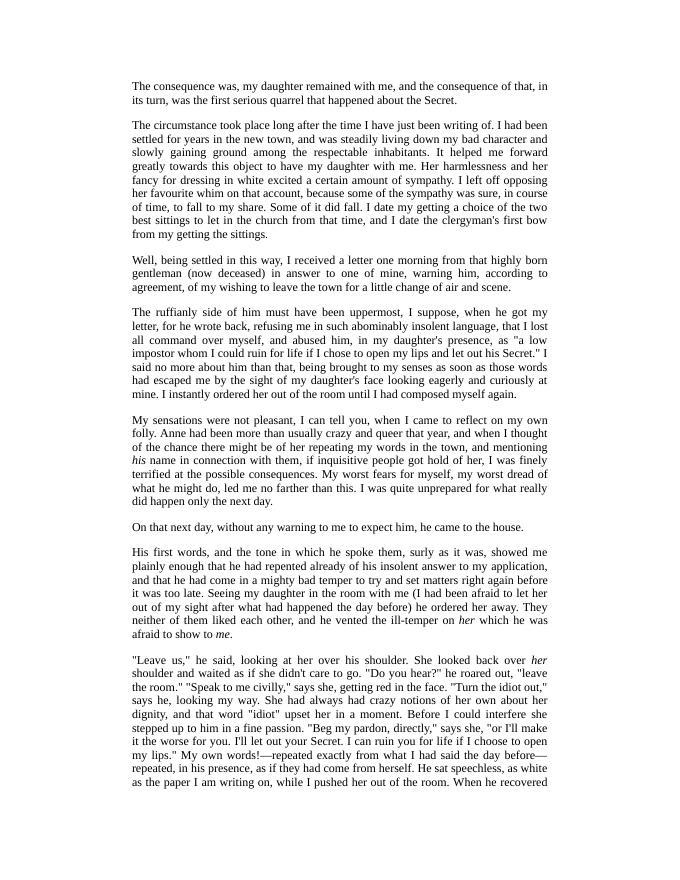 The consequence was, my daughter remained with me, and the consequence of that, in
its turn, was the first serious quarrel that happened about the Secret.
The circumstance took place long after the time I have just been writing of. I had been
settled for years in the new town, and was steadily living down my bad character and
slowly gaining ground among the respectable inhabitants. It helped me forward
greatly towards this object to have my daughter with me. Her harmlessness and her
fancy for dressing in white excited a certain amount of sympathy. I left off opposing
her favourite whim on that account, because some of the sympathy was sure, in course
of time, to fall to my share. Some of it did fall. I date my getting a choice of the two
best sittings to let in the church from that time, and I date the clergyman's first bow
from my getting the sittings.
Well, being settled in this way, I received a letter one morning from that highly born
gentleman (now deceased) in answer to one of mine, warning him, according to
agreement, of my wishing to leave the town for a little change of air and scene.
The ruffianly side of him must have been uppermost, I suppose, when he got my
letter, for he wrote back, refusing me in such abominably insolent language, that I lost
all command over myself, and abused him, in my daughter's presence, as "a low
impostor whom I could ruin for life if I chose to open my lips and let out his Secret." I
said no more about him than that, being brought to my senses as soon as those words
had escaped me by the sight of my daughter's face looking eagerly and curiously at
mine. I instantly ordered her out of the room until I had composed myself again.
My sensations were not pleasant, I can tell you, when I came to reflect on my own
folly. Anne had been more than usually crazy and queer that year, and when I thought
of the chance there might be of her repeating my words in the town, and mentioning
his name in connection with them, if inquisitive people got hold of her, I was finely
terrified at the possible consequences. My worst fears for myself, my worst dread of
what he might do, led me no farther than this. I was quite unprepared for what really
did happen only the next day.
On that next day, without any warning to me to expect him, he came to the house.
His first words, and the tone in which he spoke them, surly as it was, showed me
plainly enough that he had repented already of his insolent answer to my application,
and that he had come in a mighty bad temper to try and set matters right again before
it was too late. Seeing my daughter in the room with me (I had been afraid to let her
out of my sight after what had happened the day before) he ordered her away. They
neither of them liked each other, and he vented the ill-temper on her which he was
afraid to show to me.
"Leave us," he said, looking at her over his shoulder. She looked back over her
shoulder and waited as if she didn't care to go. "Do you hear?" he roared out, "leave
the room." "Speak to me civilly," says she, getting red in the face. "Turn the idiot out,"
says he, looking my way. She had always had crazy notions of her own about her
dignity, and that word "idiot" upset her in a moment. Before I could interfere she
stepped up to him in a fine passion. "Beg my pardon, directly," says she, "or I'll make
it the worse for you. I'll let out your Secret. I can ruin you for life if I choose to open
my lips." My own words!—repeated exactly from what I had said the day before—
repeated, in his presence, as if they had come from herself. He sat speechless, as white
as the paper I am writing on, while I pushed her out of the room. When he recovered